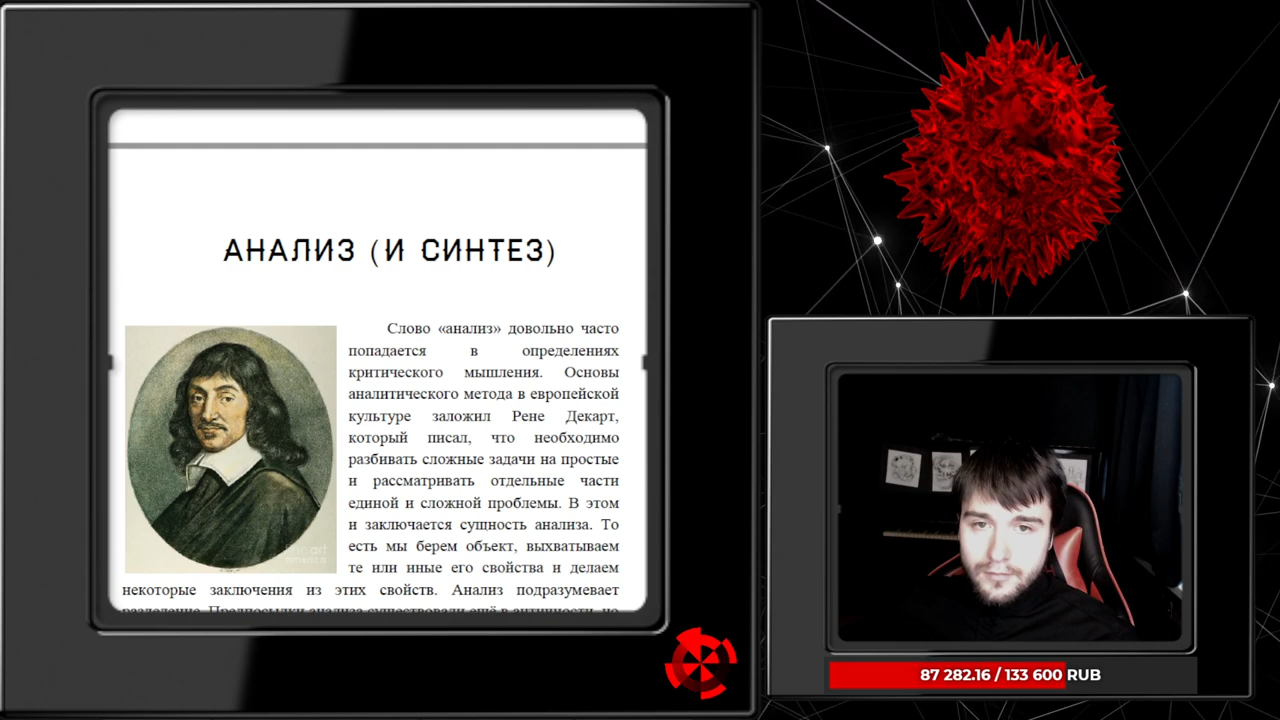 АНАЛИЗ (И СИНТЕЗ)
Слово «анализ» довольно часто
попадается в определениях
критического мышления. Основы
аналитического метода в европейской
культуре заложил Рене Декарт,
который писал, что необходимо
разбивать сложные задачи на простые
и рассматривать отдельные части
единой и сложной проблемы. В этом
и заключается сущность анализа. То
есть мы берем объект, выхватываем
те или иные его свойства и делаем
некоторые заключения из этих свойств. Анализ подразумевает
87 282.16 / 133 600 RUB